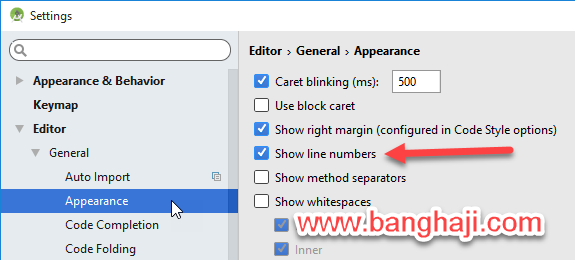 Settings
Appearance & Behavior
Keymap
Editor
General
Auto Import
Appearance
Code Completion
Code Folding
Editor › General › Appearance
Caret blinking (ms): 500
Use block caret
Show right margin (configured in Code Style options)
Show line numbers
Show method separators
Show whitespaces
www.banghaji.com
Inner